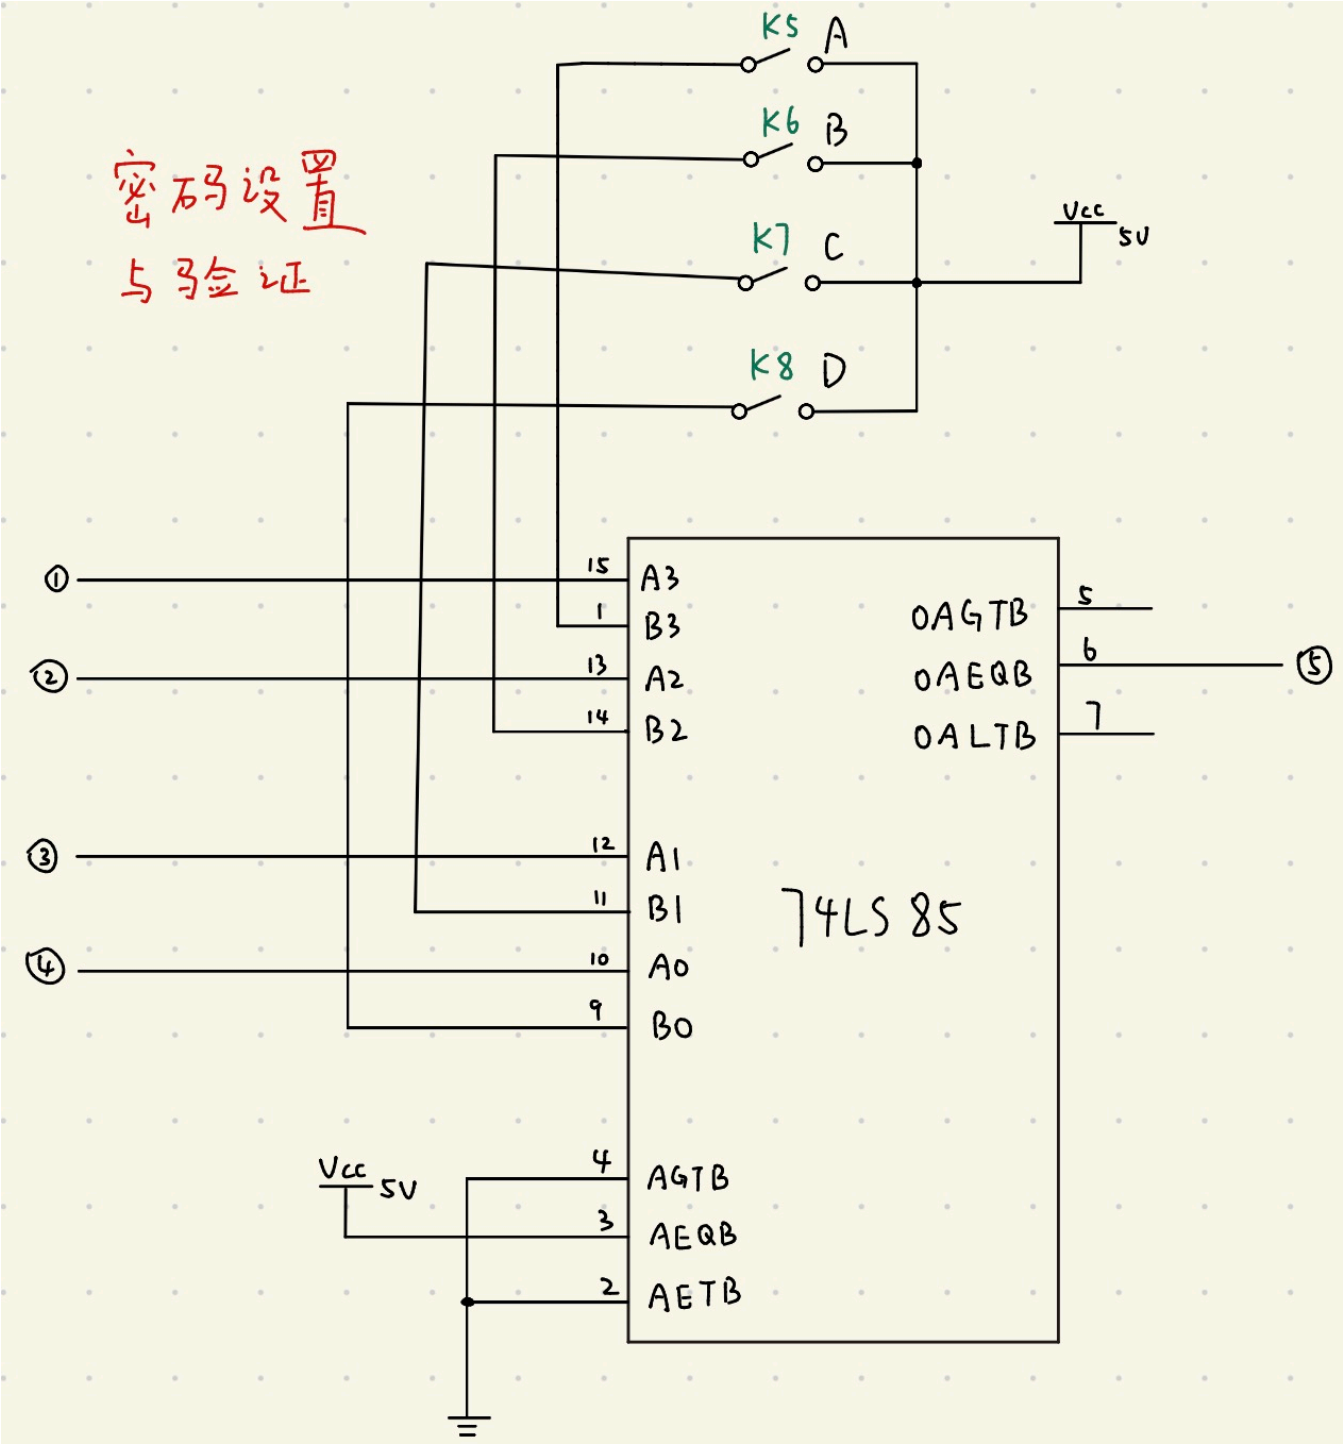 K5 A
K6 B
密码设置
与验证
Vcc
5V
K7 C
K8 D
① 15 A3
1 B3
OAGTB 5
② 13 A2
OAEQB 6 ⑤
14 B2
OALTB 7
③ 12 A1
11 B1
74LS85
④ 10 A0
9 B0
Vcc
5V
4 AGTB
3 AEQB
2 AETB